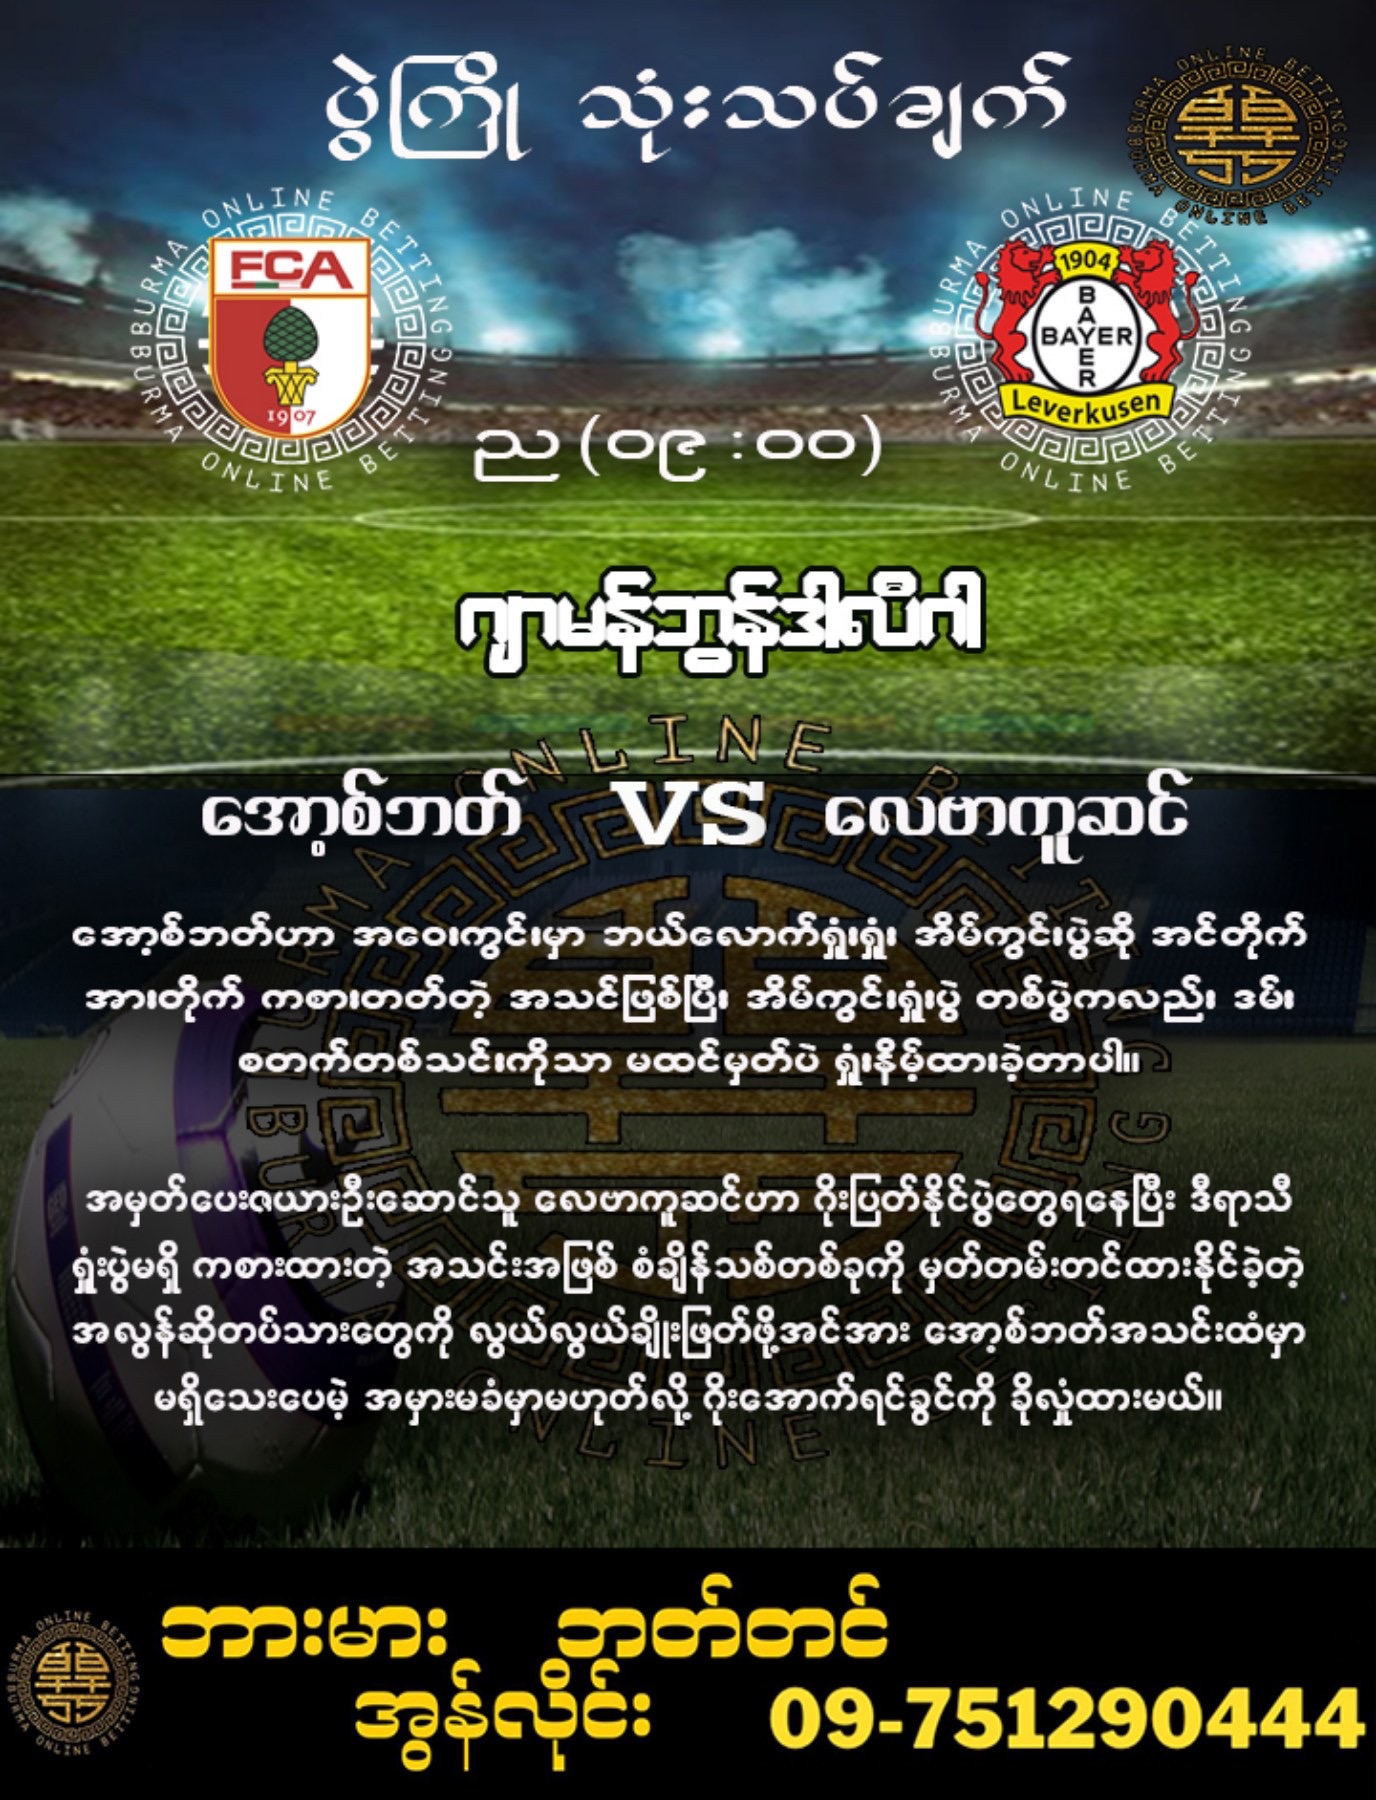 ပွဲကြို သုံးသပ်ချက်
BURMA ONLINE BETTING
FCA
1907
1904
BAYER
BAYER
Leverkusen
ည (၀၉ : ၀၀)
ဂျာမန်ဘွန်ဒါလီဂါ
အော့စ်ဘတ် VS လေဗာကူဆင်
အော့စ်ဘတ်ဟာ အဝေးကွင်းမှာ ဘယ်လောက်ရှုံးရှုံး အိမ်ကွင်းပွဲဆို အင်တိုက်
အားတိုက် ကစားတတ်တဲ့ အသင်ဖြစ်ပြီး အိမ်ကွင်းရှုံးပွဲ တစ်ပွဲကလည်း ဒမ်း
စတက်တစ်သင်းကိုသာ မထင်မှတ်ပဲ ရှုံးနိမ့်ထားခဲ့တာပါ။
အမှတ်ပေးဇယားဦးဆောင်သူ လေဗာကူဆင်ဟာ ဂိုးပြတ်နိုင်ပွဲတွေရနေပြီး ဒီရာသီ
ရှုံးပွဲမရှိ ကစားထားတဲ့ အသင်းအဖြစ် စံချိန်သစ်တစ်ခုကို မှတ်တမ်းတင်ထားနိုင်ခဲ့တဲ့
အလွန်ဆိုတပ်သားတွေကို လွယ်လွယ်ချိုးဖြတ်ဖို့အင်အား အော့စ်ဘတ်အသင်းထံမှာ
မရှိသေးပေမဲ့ အမှားမခံမှာမဟုတ်လို့ ဂိုးအောက်ရင်ခွင်ကို ခိုလှုံထားမယ်။
ဘားမား ဘတ်တင်
အွန်လိုင်း 09-751290444